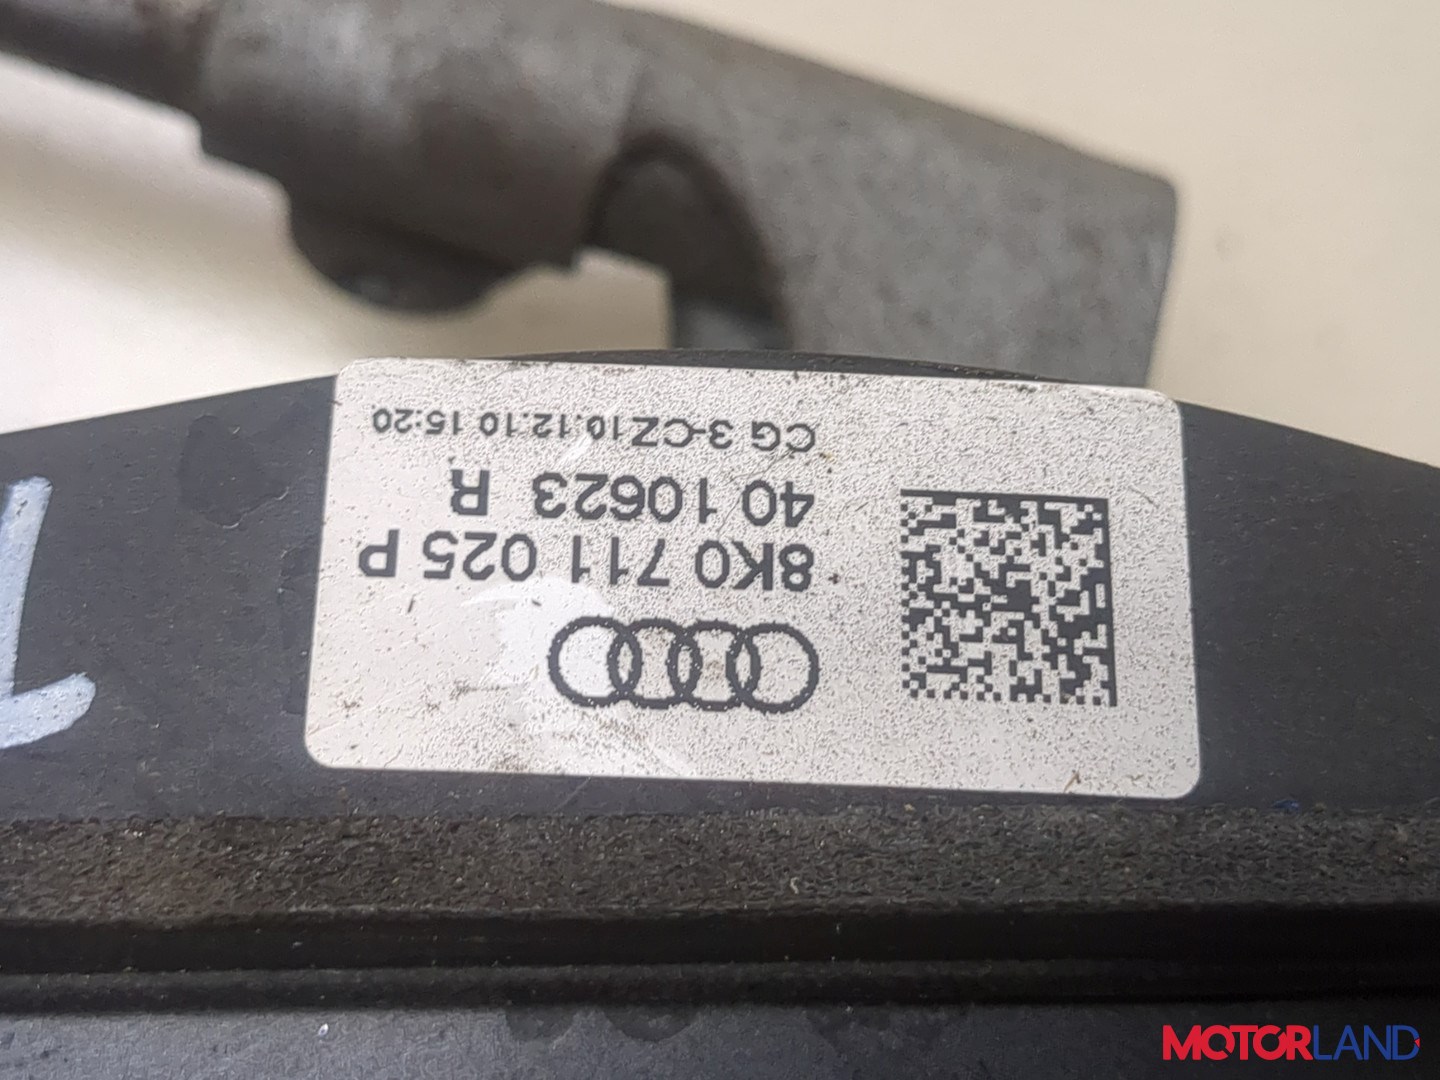 8K0 711 025 P
40 10623 R
CG 3-CZ10.12.10 15:20
MOTORLAND